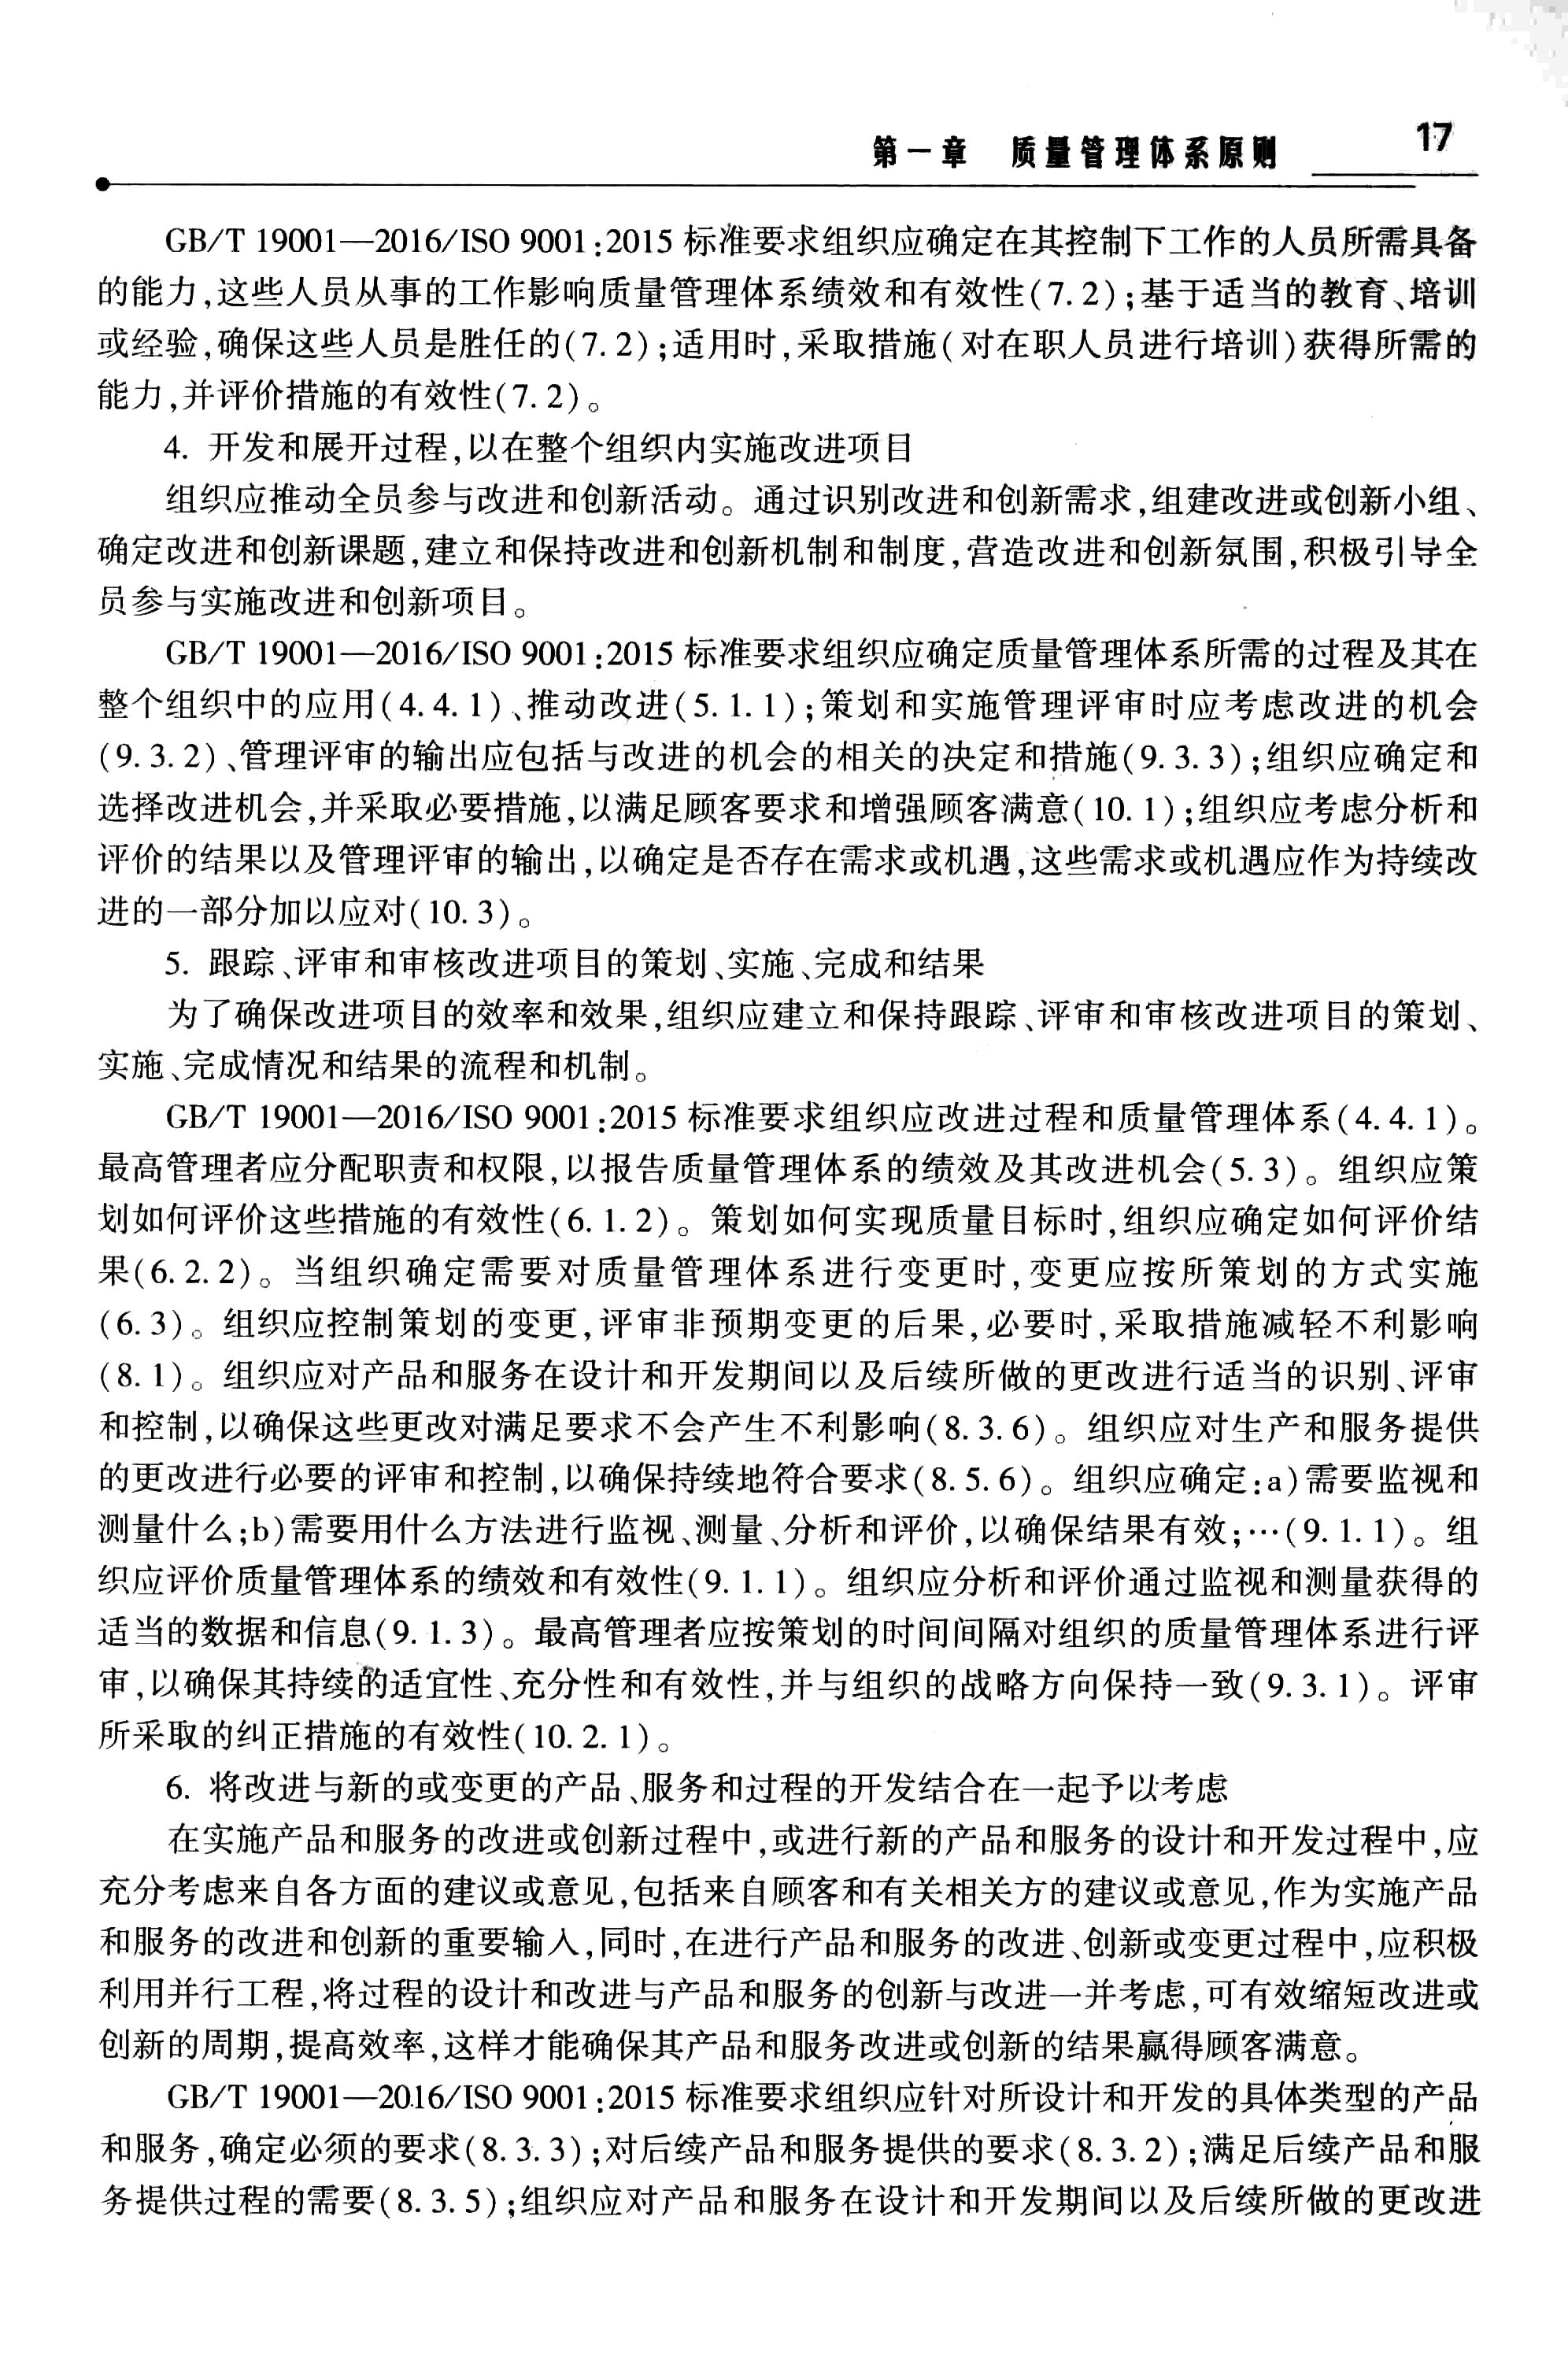 第一章 质量管理体系原则 17
GB/T 19001—2016/ISO 9001:2015 标准要求组织应确定在其控制下工作的人员所需具备
的能力,这些人员从事的工作影响质量管理体系绩效和有效性(7.2);基于适当的教育、培训
或经验,确保这些人员是胜任的(7.2);适用时,采取措施(对在职人员进行培训)获得所需的
能力,并评价措施的有效性(7.2)。
4. 开发和展开过程,以在整个组织内实施改进项目
组织应推动全员参与改进和创新活动。通过识别改进和创新需求,组建改进或创新小组、
确定改进和创新课题,建立和保持改进和创新机制和制度,营造改进和创新氛围,积极引导全
员参与实施改进和创新项目。
GB/T 19001—2016/ISO 9001:2015 标准要求组织应确定质量管理体系所需的过程及其在
整个组织中的应用(4.4.1)、推动改进(5.1.1);策划和实施管理评审时应考虑改进的机会
(9.3.2)、管理评审的输出应包括与改进的机会的相关的决定和措施(9.3.3);组织应确定和
选择改进机会,并采取必要措施,以满足顾客要求和增强顾客满意(10.1);组织应考虑分析和
评价的结果以及管理评审的输出,以确定是否存在需求或机遇,这些需求或机遇应作为持续改
进的一部分加以应对(10.3)。
5. 跟踪、评审和审核改进项目的策划、实施、完成和结果
为了确保改进项目的效率和效果,组织应建立和保持跟踪、评审和审核改进项目的策划、
实施、完成情况和结果的流程和机制。
GB/T 19001—2016/ISO 9001:2015 标准要求组织应改进过程和质量管理体系(4.4.1)。
最高管理者应分配职责和权限,以报告质量管理体系的绩效及其改进机会(5.3)。组织应策
划如何评价这些措施的有效性(6.1.2)。策划如何实现质量目标时,组织应确定如何评价结
果(6.2.2)。当组织确定需要对质量管理体系进行变更时,变更应按所策划的方式实施
(6.3)。组织应控制策划的变更,评审非预期变更的后果,必要时,采取措施减轻不利影响
(8.1)。组织应对产品和服务在设计和开发期间以及后续所做的更改进行适当的识别、评审
和控制,以确保这些更改对满足要求不会产生不利影响(8.3.6)。组织应对生产和服务提供
的更改进行必要的评审和控制,以确保持续地符合要求(8.5.6)。组织应确定:a)需要监视和
测量什么;b)需要用什么方法进行监视、测量、分析和评价,以确保结果有效;…(9.1.1)。组
织应评价质量管理体系的绩效和有效性(9.1.1)。组织应分析和评价通过监视和测量获得的
适当的数据和信息(9.1.3)。最高管理者应按策划的时间间隔对组织的质量管理体系进行评
审,以确保其持续的适宜性、充分性和有效性,并与组织的战略方向保持一致(9.3.1)。评审
所采取的纠正措施的有效性(10.2.1)。
6. 将改进与新的或变更的产品、服务和过程的开发结合在一起予以考虑
在实施产品和服务的改进或创新过程中,或进行新的产品和服务的设计和开发过程中,应
充分考虑来自各方面的建议或意见,包括来自顾客和有关相关方的建议或意见,作为实施产品
和服务的改进和创新的重要输入,同时,在进行产品和服务的改进、创新或变更过程中,应积极
利用并行工程,将过程的设计和改进与产品和服务的创新与改进一并考虑,可有效缩短改进或
创新的周期,提高效率,这样才能确保其产品和服务改进或创新的结果赢得顾客满意。
GB/T 19001—2016/ISO 9001:2015 标准要求组织应针对所设计和开发的具体类型的产品
和服务,确定必须的要求(8.3.3);对后续产品和服务提供的要求(8.3.2);满足后续产品和服
务提供过程的需要(8.3.5);组织应对产品和服务在设计和开发期间以及后续所做的更改进